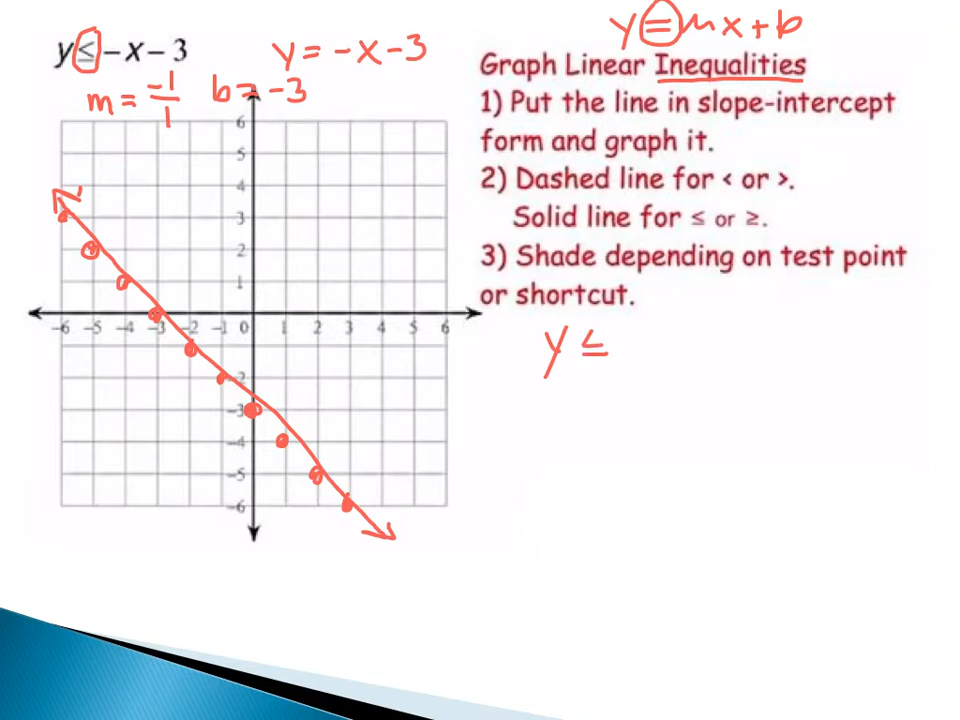 y = mx + b
y ≤ -x - 3
y = -x - 3
m = -1/1 b = -3
Graph Linear Inequalities
1) Put the line in slope-intercept
form and graph it.
2) Dashed line for < or >.
Solid line for ≤ or ≥.
3) Shade depending on test point
or shortcut.
y ≤
6
5
4
3
2
1
-6 -5 -4 -3 -2 -1 0 1 2 3 4 5 6
-2
-3
-4
-5
-6